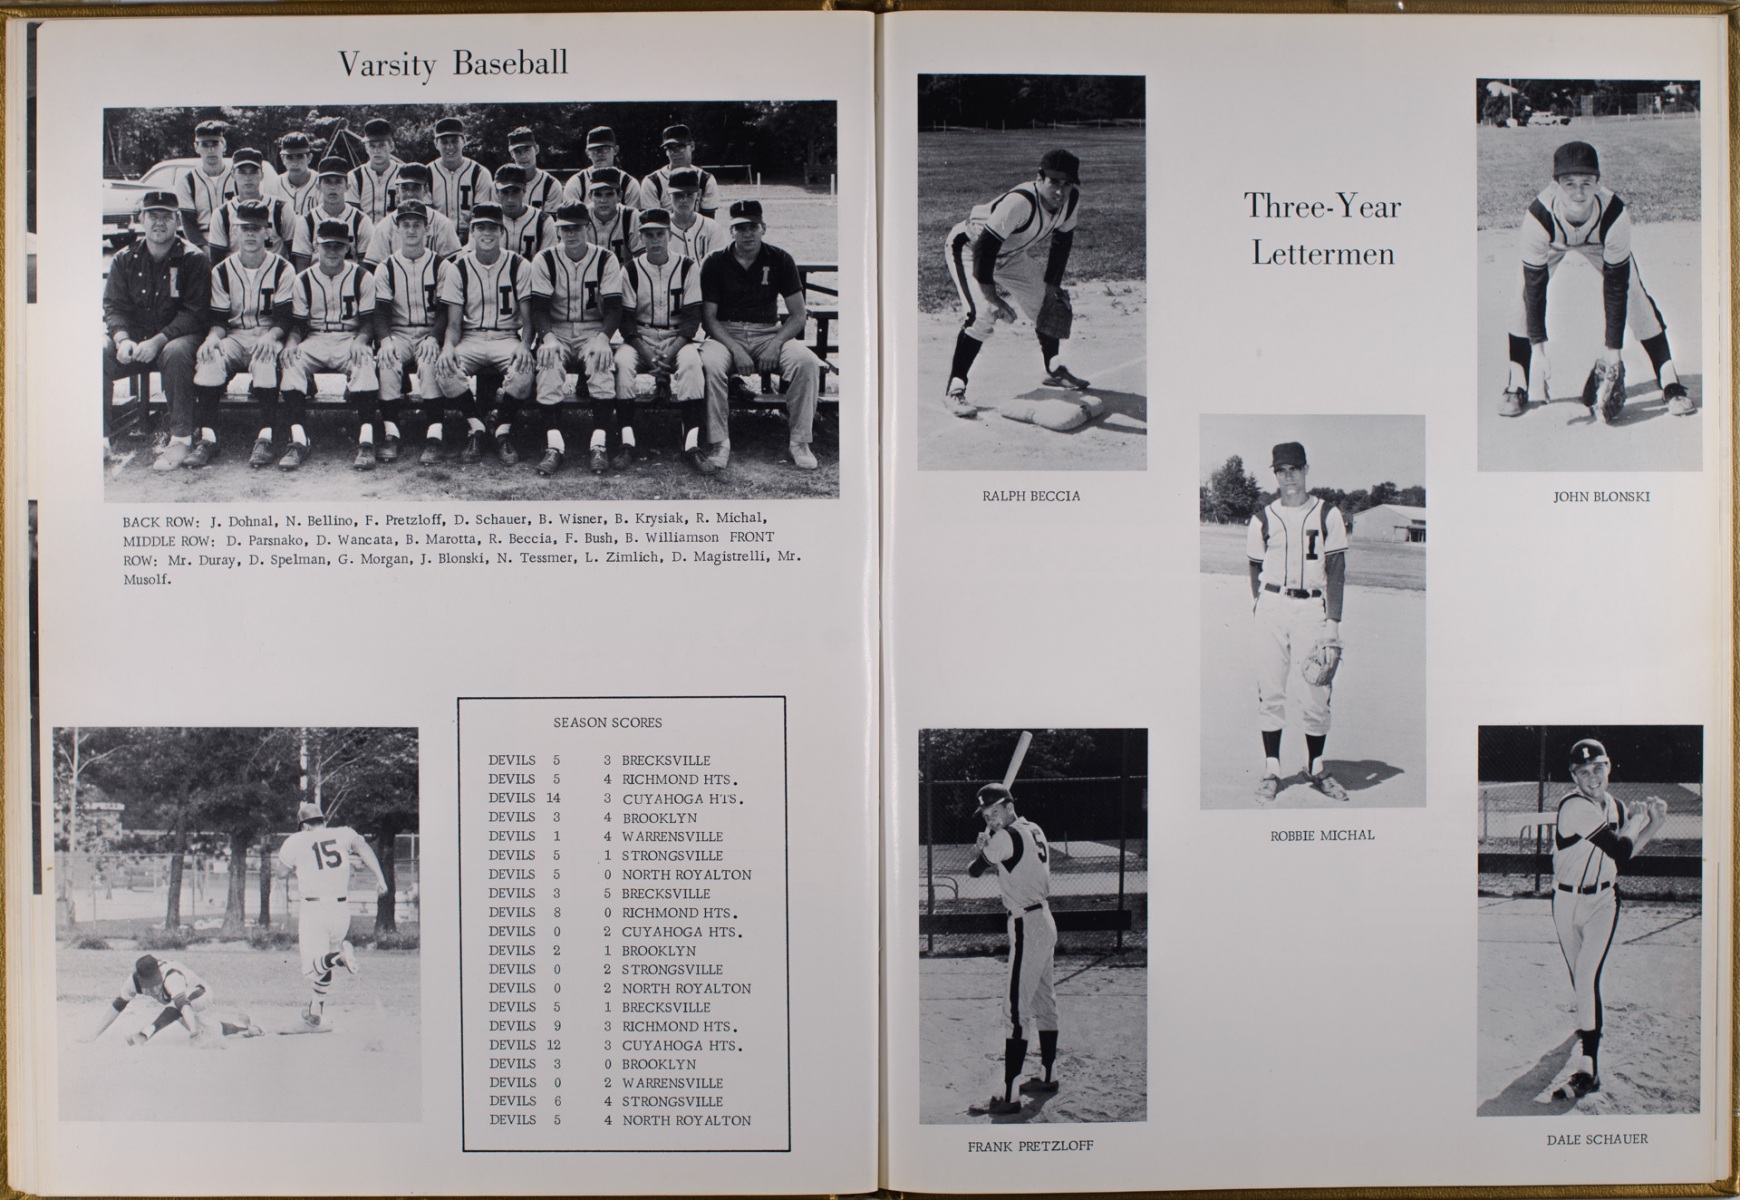 Varsity Baseball
BACK ROW: J. Dohnal, N. Bellino, F. Pretzloff, D. Schauer, B. Wisner, B. Krysiak, R. Michal,
MIDDLE ROW: D. Parsnako, D. Wancata, B. Marotta, R. Beccia, F. Bush, B. Williamson FRONT
ROW: Mr. Duray, D. Spelman, G. Morgan, J. Blonski, N. Tessmer, L. Zimlich, D. Magistrelli, Mr.
Musolf.
15
SEASON SCORES
DEVILS 5 3 BRECKSVILLE
DEVILS 5 4 RICHMOND HTS.
DEVILS 14 3 CUYAHOGA HTS.
DEVILS 3 4 BROOKLYN
DEVILS 1 4 WARRENSVILLE
DEVILS 5 1 STRONGSVILLE
DEVILS 5 0 NORTH ROYALTON
DEVILS 3 5 BRECKSVILLE
DEVILS 8 0 RICHMOND HTS.
DEVILS 0 2 CUYAHOGA HTS.
DEVILS 2 1 BROOKLYN
DEVILS 0 2 STRONGSVILLE
DEVILS 0 2 NORTH ROYALTON
DEVILS 5 1 BRECKSVILLE
DEVILS 9 3 RICHMOND HTS.
DEVILS 12 3 CUYAHOGA HTS.
DEVILS 3 0 BROOKLYN
DEVILS 0 2 WARRENSVILLE
DEVILS 6 4 STRONGSVILLE
DEVILS 5 4 NORTH ROYALTON
Three-Year
Lettermen
RALPH BECCIA
JOHN BLONSKI
I
ROBBIE MICHAL
5
FRANK PRETZLOFF
DALE SCHAUER